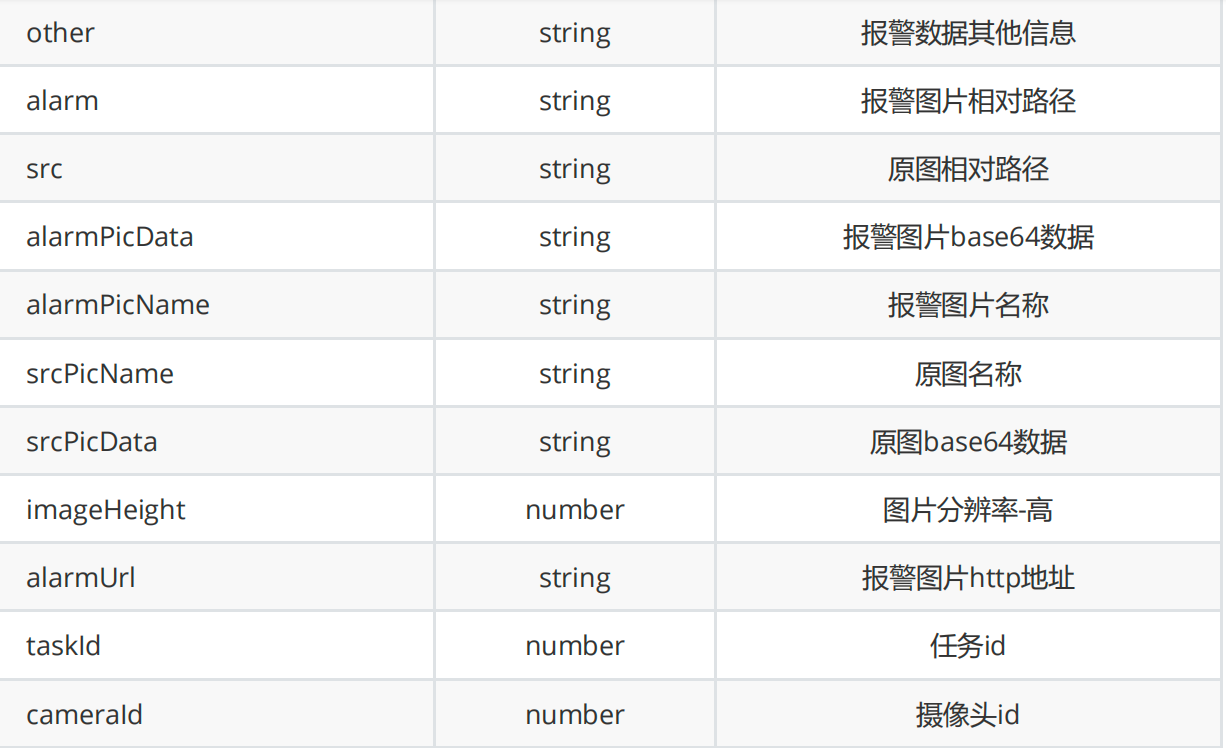 other string 报警数据其他信息
alarm string 报警图片相对路径
src string 原图相对路径
alarmPicData string 报警图片base64数据
alarmPicName string 报警图片名称
srcPicName string 原图名称
srcPicData string 原图base64数据
imageHeight number 图片分辨率-高
alarmUrl string 报警图片http地址
taskId number 任务id
cameraId number 摄像头id